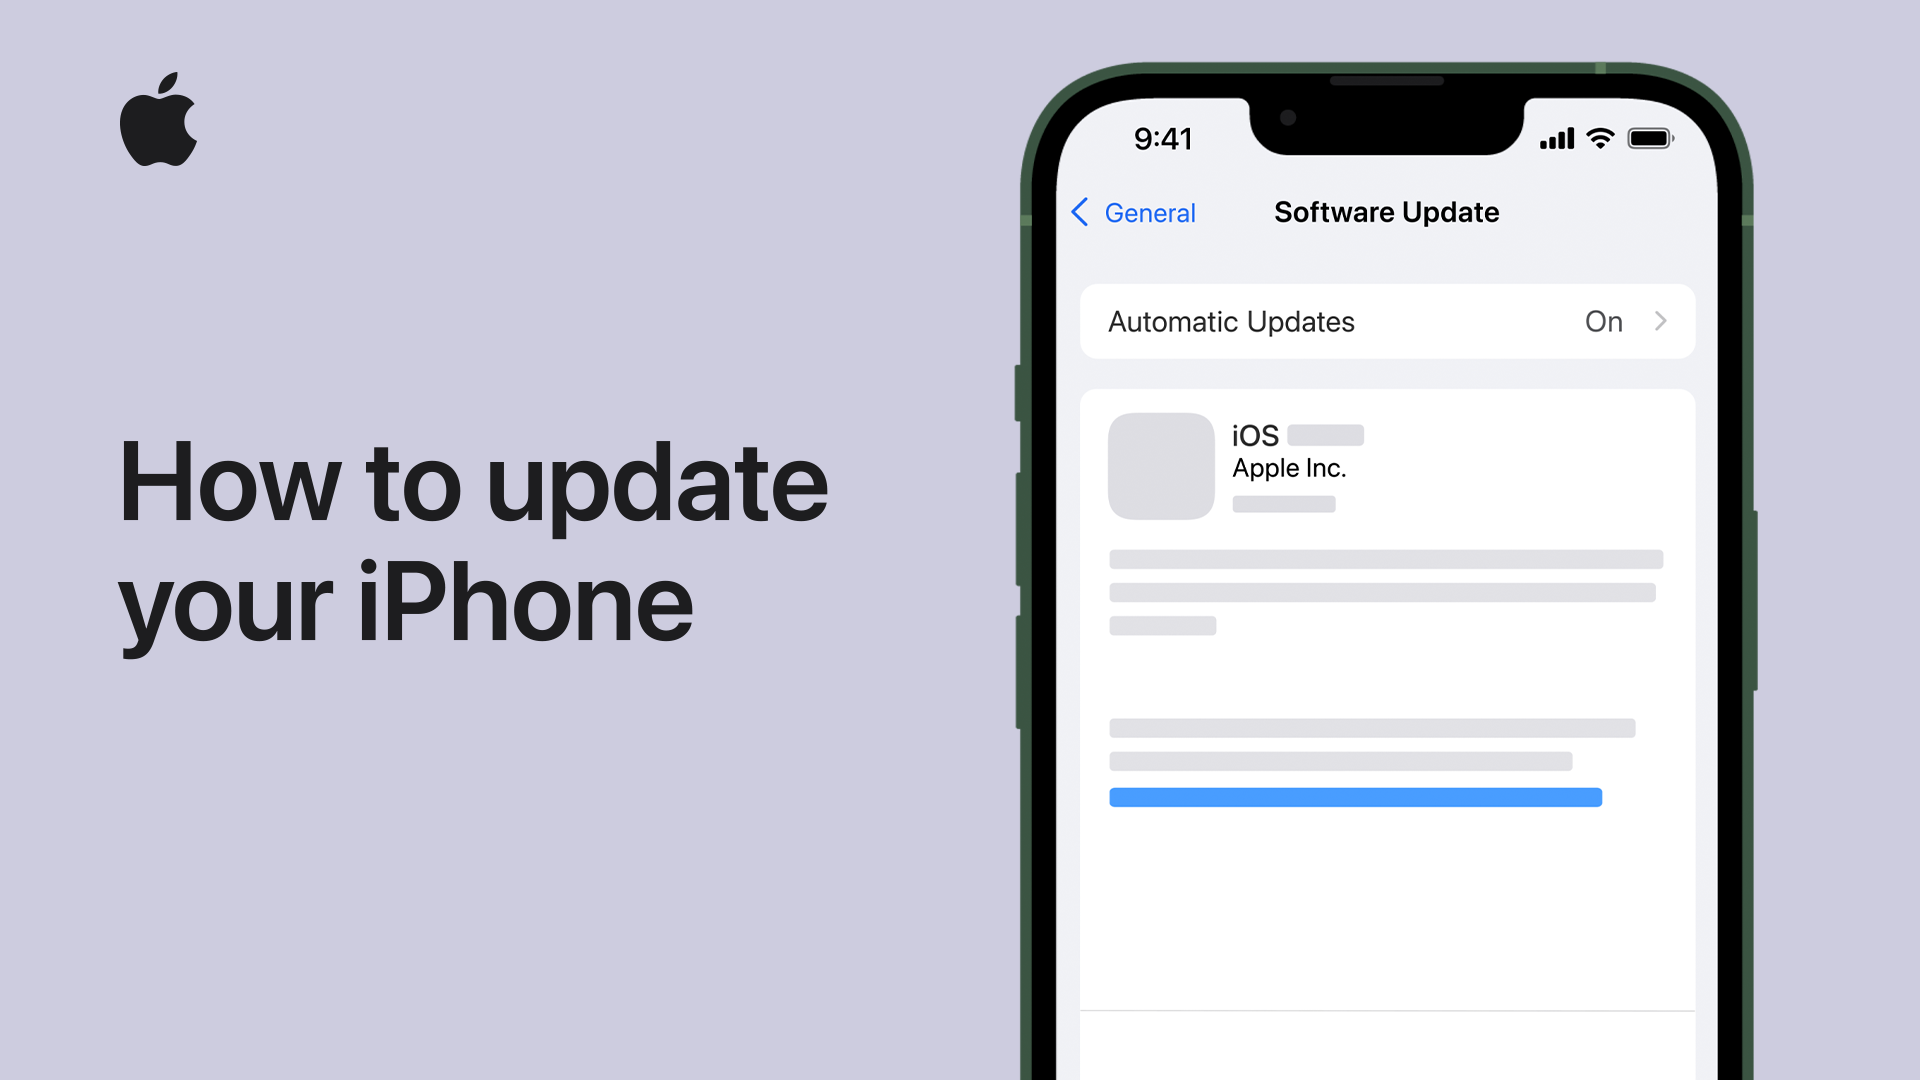 How to update
your iPhone
9:41
General
Software Update
Automatic Updates
On
iOS
Apple Inc.